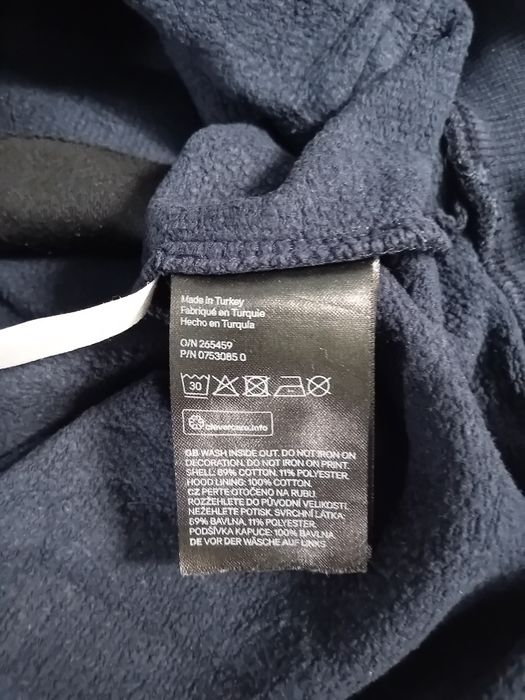 Made in Turkey
Fabriqué en Turquie
Hecho en Turquía
O/N 265459
P/N 0753085 0
30
clevercare.info
GB WASH INSIDE OUT. DO NOT IRON ON
DECORATION. DO NOT IRON ON PRINT.
SHELL: 89% COTTON. 11% POLYESTER.
HOOD LINING: 100% COTTON.
CZ PERTE OTOČENO NA RUBU.
ROZŽEHLETE DO PŮVODNÍ VELIKOSTI.
NEŽEHLETE POTISK. SVRCHNÍ LÁTKA:
89% BAVLNA. 11% POLYESTER.
PODŠÍVKA KAPUCE: 100% BAVLNA
DE VOR DER WÄSCHE AUF LINKS